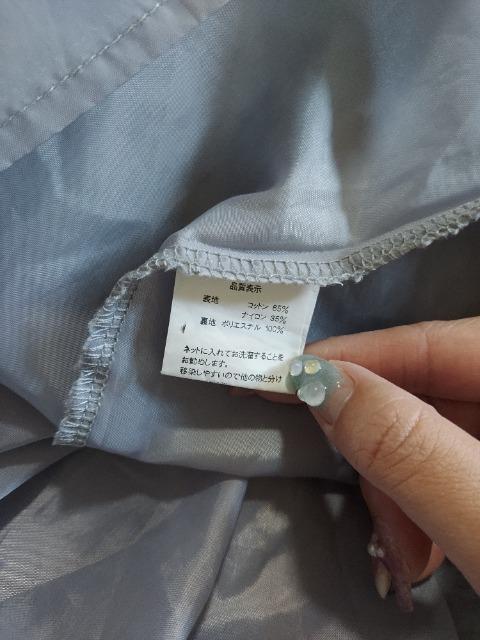 品質表示
表地 コットン 65%
ナイロン 35%
裏地 ポリエステル 100%
ネットに入れてお洗濯することを
お勧めします。
移染しやすいので他の物と分け